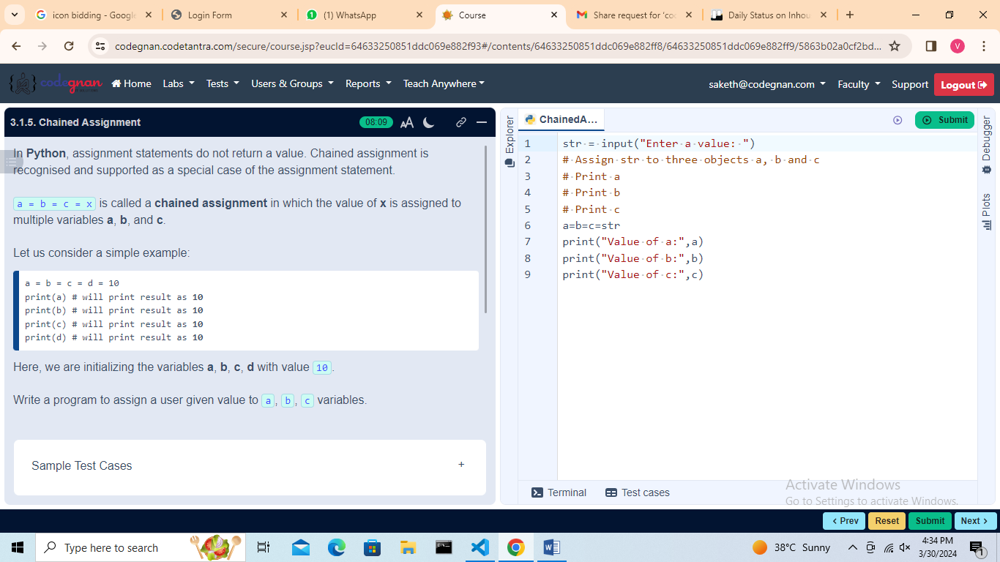 icon bidding - Google
Login Form
(1) WhatsApp
Course
Share request for 'co
Daily Status on Inhou
codegnan.codetantra.com/secure/course.jsp?eucId=64633250851ddc069e882f93#/contents/64633250851ddc069e882ff8/64633250851ddc069e882ff9/5863b02a0cf2bd...
V
codegnan
Home
Labs
Tests
Users & Groups
Reports
Teach Anywhere
saketh@codegnan.com
Faculty
Support
Logout
3.1.5. Chained Assignment
08:09
AA
In Python, assignment statements do not return a value. Chained assignment is
recognised and supported as a special case of the assignment statement.
a = b = c = x is called a chained assignment in which the value of x is assigned to
multiple variables a, b, and c.
Let us consider a simple example:
a = b = c = d = 10
print(a) # will print result as 10
print(b) # will print result as 10
print(c) # will print result as 10
print(d) # will print result as 10
Here, we are initializing the variables a, b, c, d with value 10.
Write a program to assign a user given value to a, b, c variables.
Sample Test Cases
+
Explorer
ChainedA...
Submit
1 str = input("Enter a value: ")
2 # Assign str to three objects a, b and c
3 # Print a
4 # Print b
5 # Print c
6 a=b=c=str
7 print("Value of a:",a)
8 print("Value of b:",b)
9 print("Value of c:",c)
Debugger
Plots
Terminal
Test cases
Activate Windows
Go to Settings to activate Windows.
Prev
Reset
Submit
Next
Type here to search
38°C Sunny
4:34 PM
3/30/2024
1